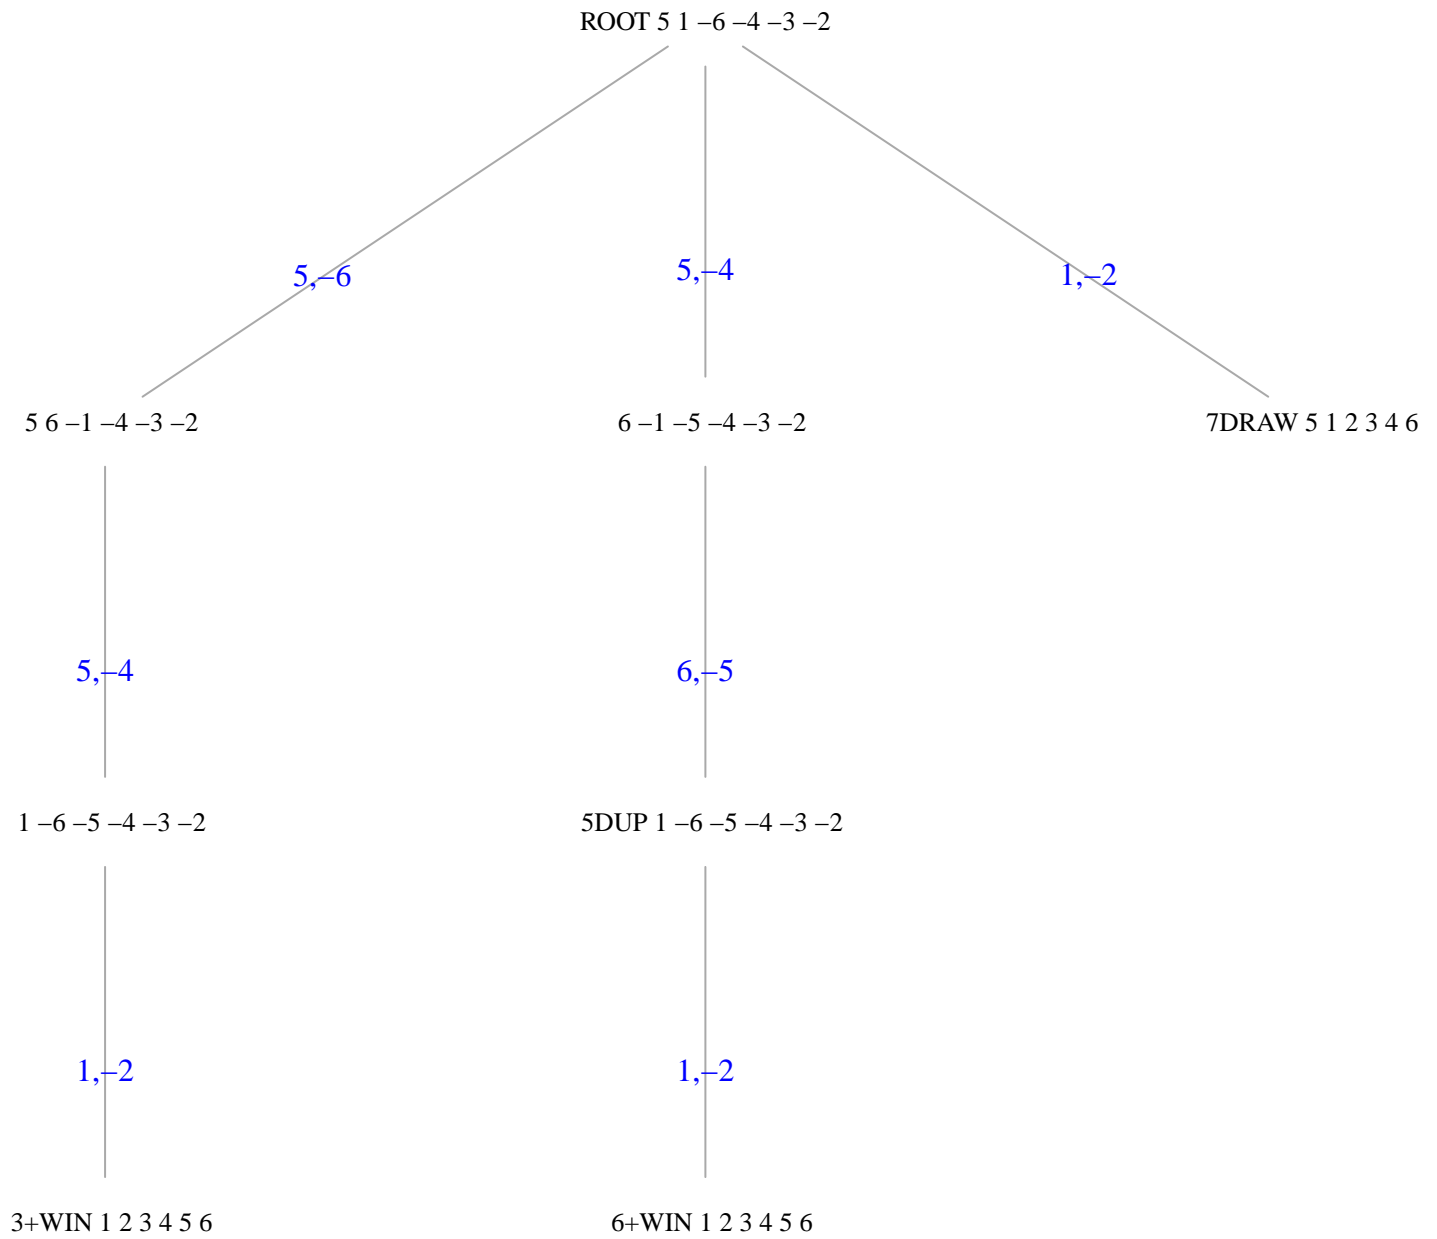 ROOT 5 1 –6 –4 –3 –2
5,–6
5,–4
1,–2
5 6 –1 –4 –3 –2
6 –1 –5 –4 –3 –2
7DRAW 5 1 2 3 4 6
5,–4
6,–5
1 –6 –5 –4 –3 –2
5DUP 1 –6 –5 –4 –3 –2
1,–2
1,–2
3+WIN 1 2 3 4 5 6
6+WIN 1 2 3 4 5 6